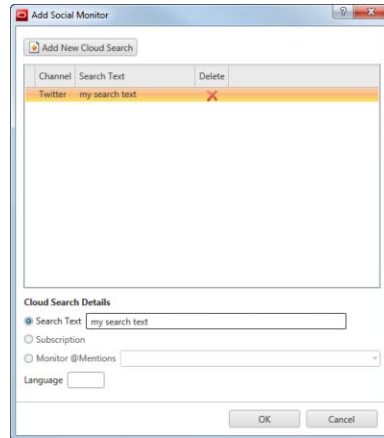 Add Social Monitor
Add New Cloud Search
Channel Search Text Delete
Twitter my search text
Cloud Search Details
Search Text my search text
Subscription
Monitor @Mentions
Language
OK Cancel